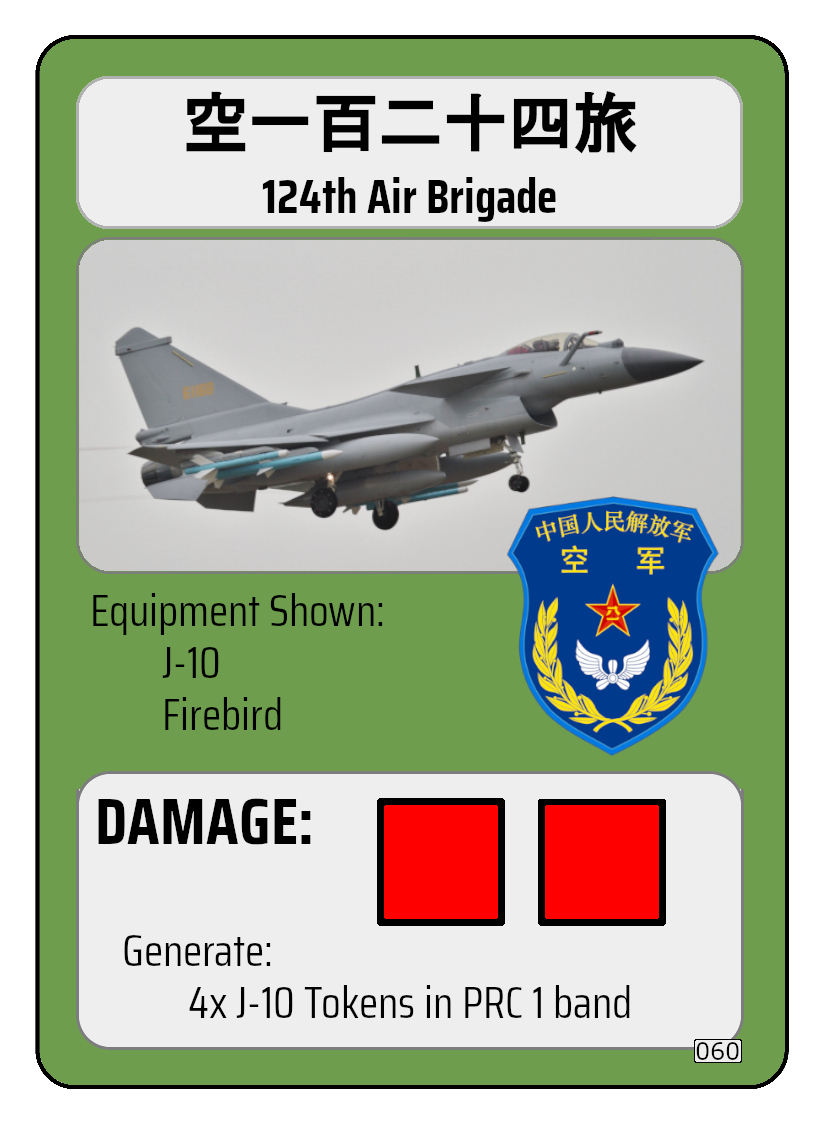 空一百二十四旅
124th Air Brigade
中国人民解放军
空 军
Equipment Shown:
J-10
Firebird
DAMAGE:
Generate:
4x J-10 Tokens in PRC 1 band
060